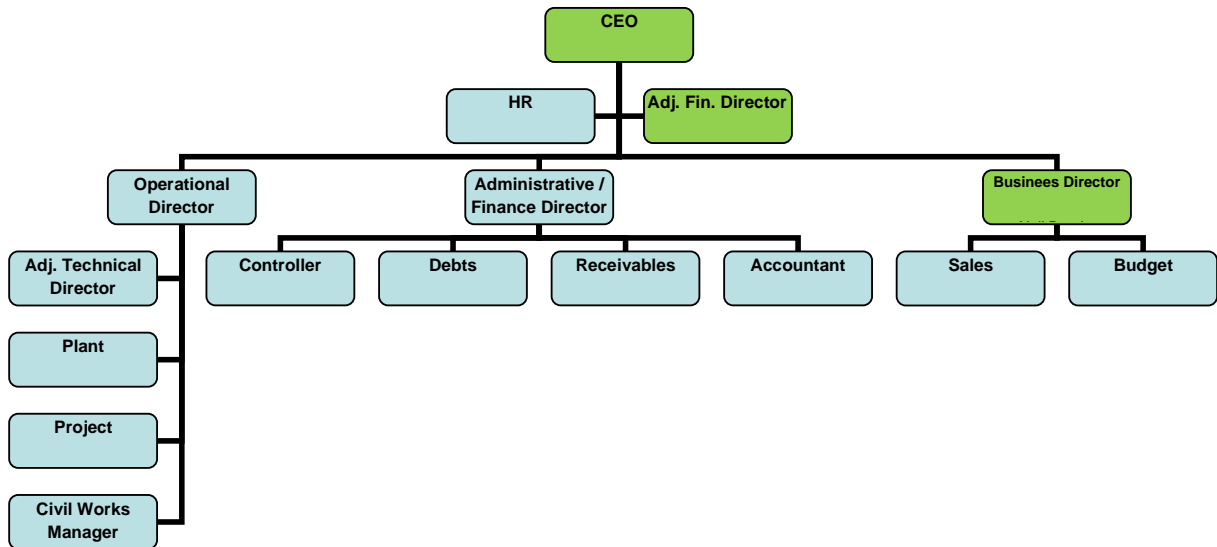 CEO
HR
Adj. Fin. Director
Operational
Director
Administrative /
Finance Director
Businees Director
Adj. Technical
Director
Controller
Debts
Receivables
Accountant
Sales
Budget
Plant
Project
Civil Works
Manager